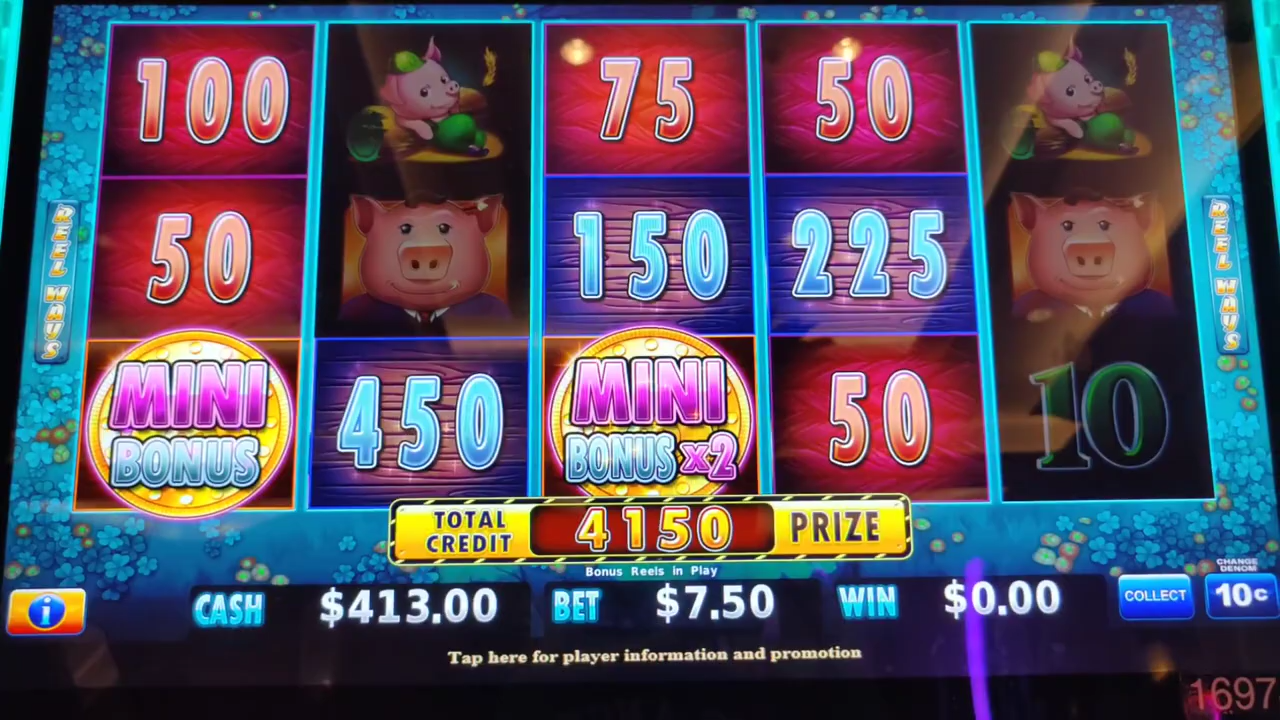 100
75
50
50
150
225
REEL WAYS
REEL WAYS
MINI
BONUS
450
MINI
BONUS x2
50
10
TOTAL
CREDIT
4150
PRIZE
Bonus Reels in Play
CASH
$413.00
BET
$7.50
WIN
$0.00
COLLECT
CHANGE
DENOM
10¢
Tap here for player information and promotion
1697